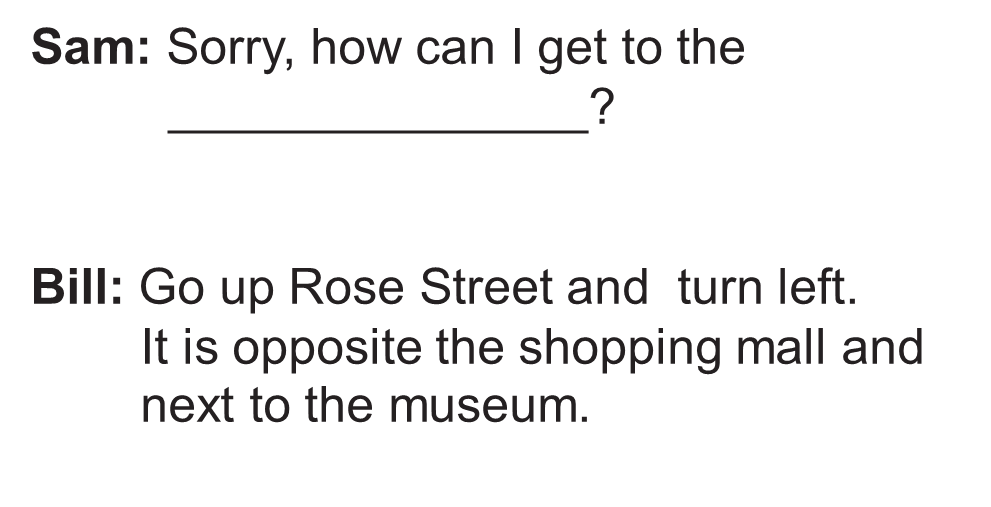 Sam: Sorry, how can I get to the
_________________?
Bill: Go up Rose Street and  turn left.
It is opposite the shopping mall and
next to the museum.